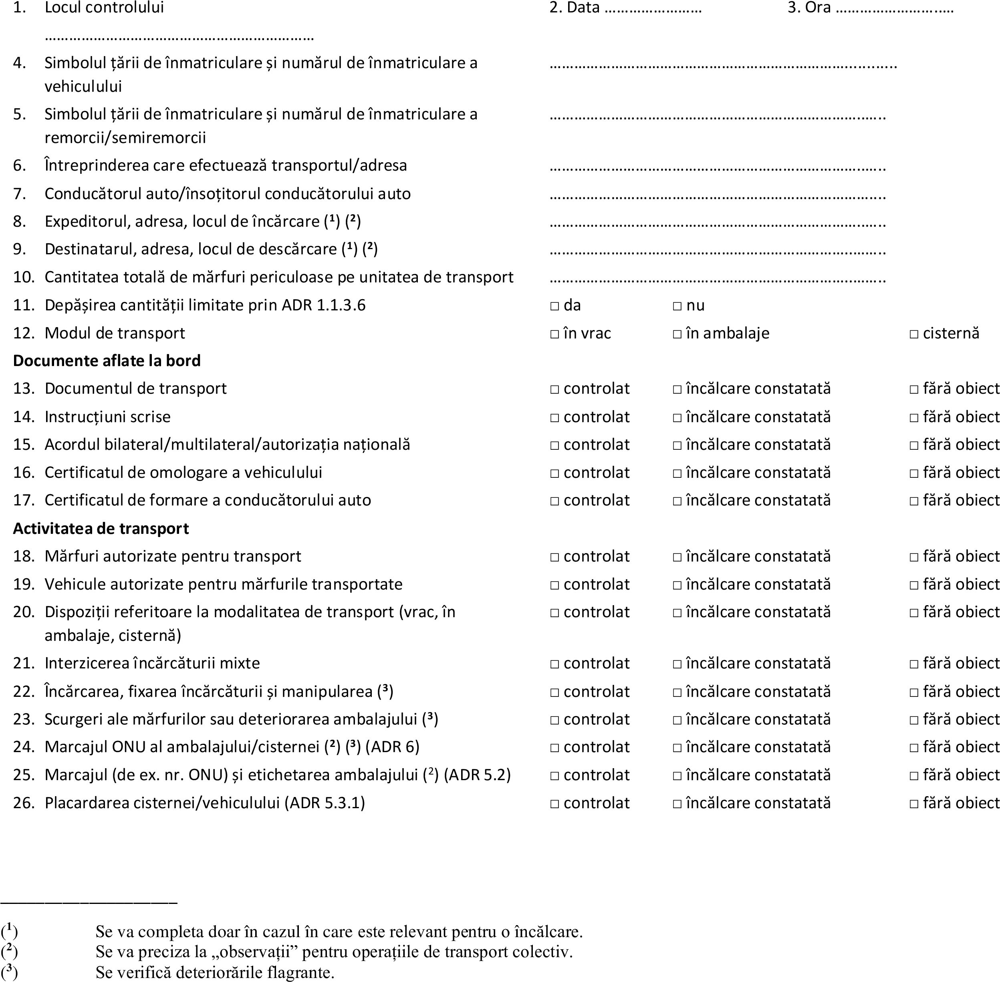 1. Locul controlului 2. Data ........................ 3. Ora .............................
..................................................................
4. Simbolul țării de înmatriculare și numărul de înmatriculare a .....................................................................................
vehiculului
5. Simbolul țării de înmatriculare și numărul de înmatriculare a ..................................................................................
remorcii/semiremorcii
6. Întreprinderea care efectuează transportul/adresa ..................................................................................
7. Conducătorul auto/însoțitorul conducătorului auto ..................................................................................
8. Expeditorul, adresa, locul de încărcare (¹) (²) ..................................................................................
9. Destinatarul, adresa, locul de descărcare (¹) (²) ..................................................................................
10. Cantitatea totală de mărfuri periculoase pe unitatea de transport ..................................................................................
11. Depășirea cantității limitate prin ADR 1.1.3.6 □ da □ nu
12. Modul de transport □ în vrac □ în ambalaje □ cisternă
Documente aflate la bord
13. Documentul de transport □ controlat □ încălcare constatată □ fără obiect
14. Instrucțiuni scrise □ controlat □ încălcare constatată □ fără obiect
15. Acordul bilateral/multilateral/autorizația națională □ controlat □ încălcare constatată □ fără obiect
16. Certificatul de omologare a vehiculului □ controlat □ încălcare constatată □ fără obiect
17. Certificatul de formare a conducătorului auto □ controlat □ încălcare constatată □ fără obiect
Activitatea de transport
18. Mărfuri autorizate pentru transport □ controlat □ încălcare constatată □ fără obiect
19. Vehicule autorizate pentru mărfurile transportate □ controlat □ încălcare constatată □ fără obiect
20. Dispoziții referitoare la modalitatea de transport (vrac, în □ controlat □ încălcare constatată □ fără obiect
ambalaje, cisternă)
21. Interzicerea încărcăturii mixte □ controlat □ încălcare constatată □ fără obiect
22. Încărcarea, fixarea încărcăturii și manipularea (³) □ controlat □ încălcare constatată □ fără obiect
23. Scurgeri ale mărfurilor sau deteriorarea ambalajului (³) □ controlat □ încălcare constatată □ fără obiect
24. Marcajul ONU al ambalajului/cisternei (²) (³) (ADR 6) □ controlat □ încălcare constatată □ fără obiect
25. Marcajul (de ex. nr. ONU) și etichetarea ambalajului (²) (ADR 5.2) □ controlat □ încălcare constatată □ fără obiect
26. Placardarea cisternei/vehiculului (ADR 5.3.1) □ controlat □ încălcare constatată □ fără obiect
____________________
(¹) Se va completa doar în cazul în care este relevant pentru o încălcare.
(²) Se va preciza la „observații” pentru operațiile de transport colectiv.
(³) Se verifică deteriorările flagrante.